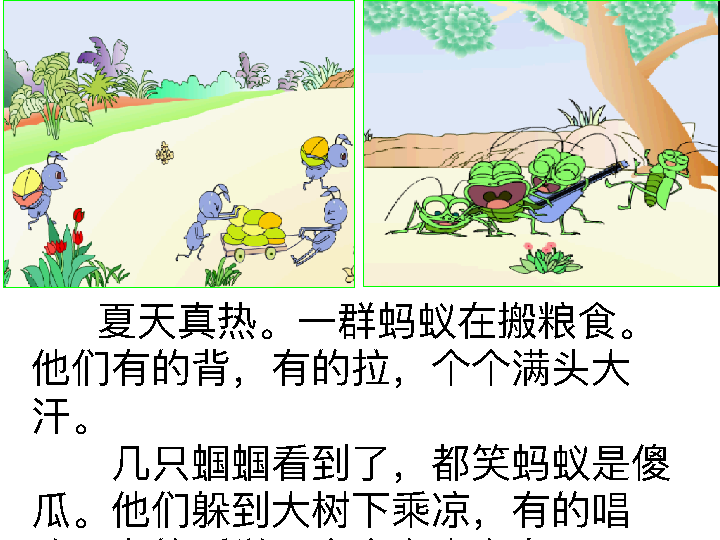 夏天真热。一群蚂蚁在搬粮食。
他们有的背，有的拉，个个满头大
汗。
几只蝈蝈看到了，都笑蚂蚁是傻
瓜。他们躲到大树下乘凉，有的唱